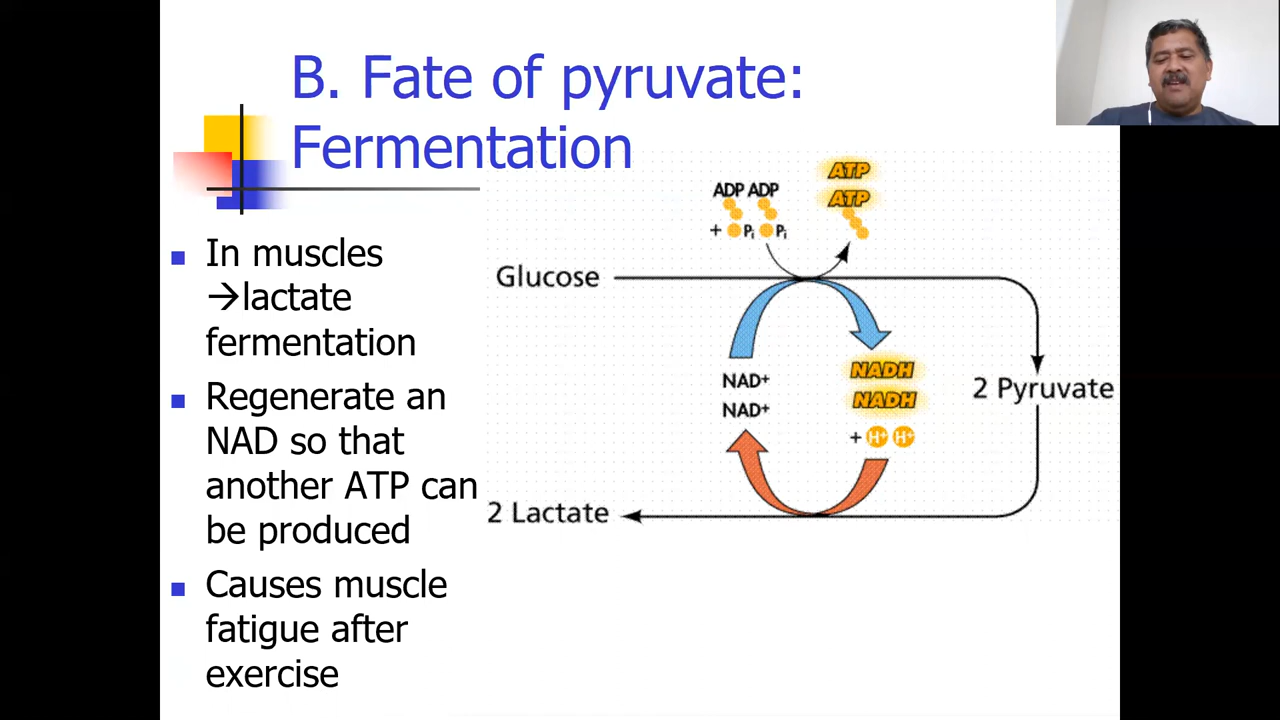 B. Fate of pyruvate:
Fermentation
■ In muscles
→lactate
fermentation
■ Regenerate an
NAD so that
another ATP can
be produced
■ Causes muscle
fatigue after
exercise
ADP ADP
+ Pi Pi
ATP
ATP
Glucose
NAD+
NAD+
NADH
NADH
+ H+ H+
2 Pyruvate
2 Lactate